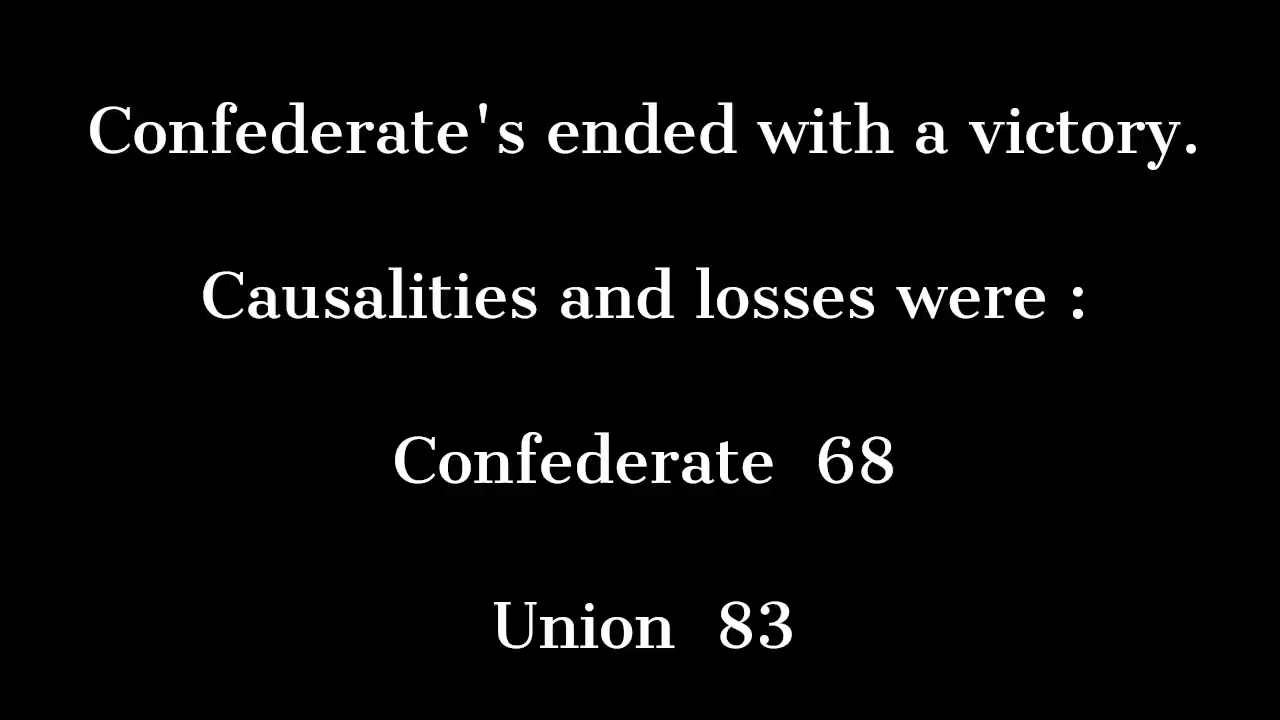 Confederate's ended with a victory.
Causalities and losses were :
Confederate  68
Union  83